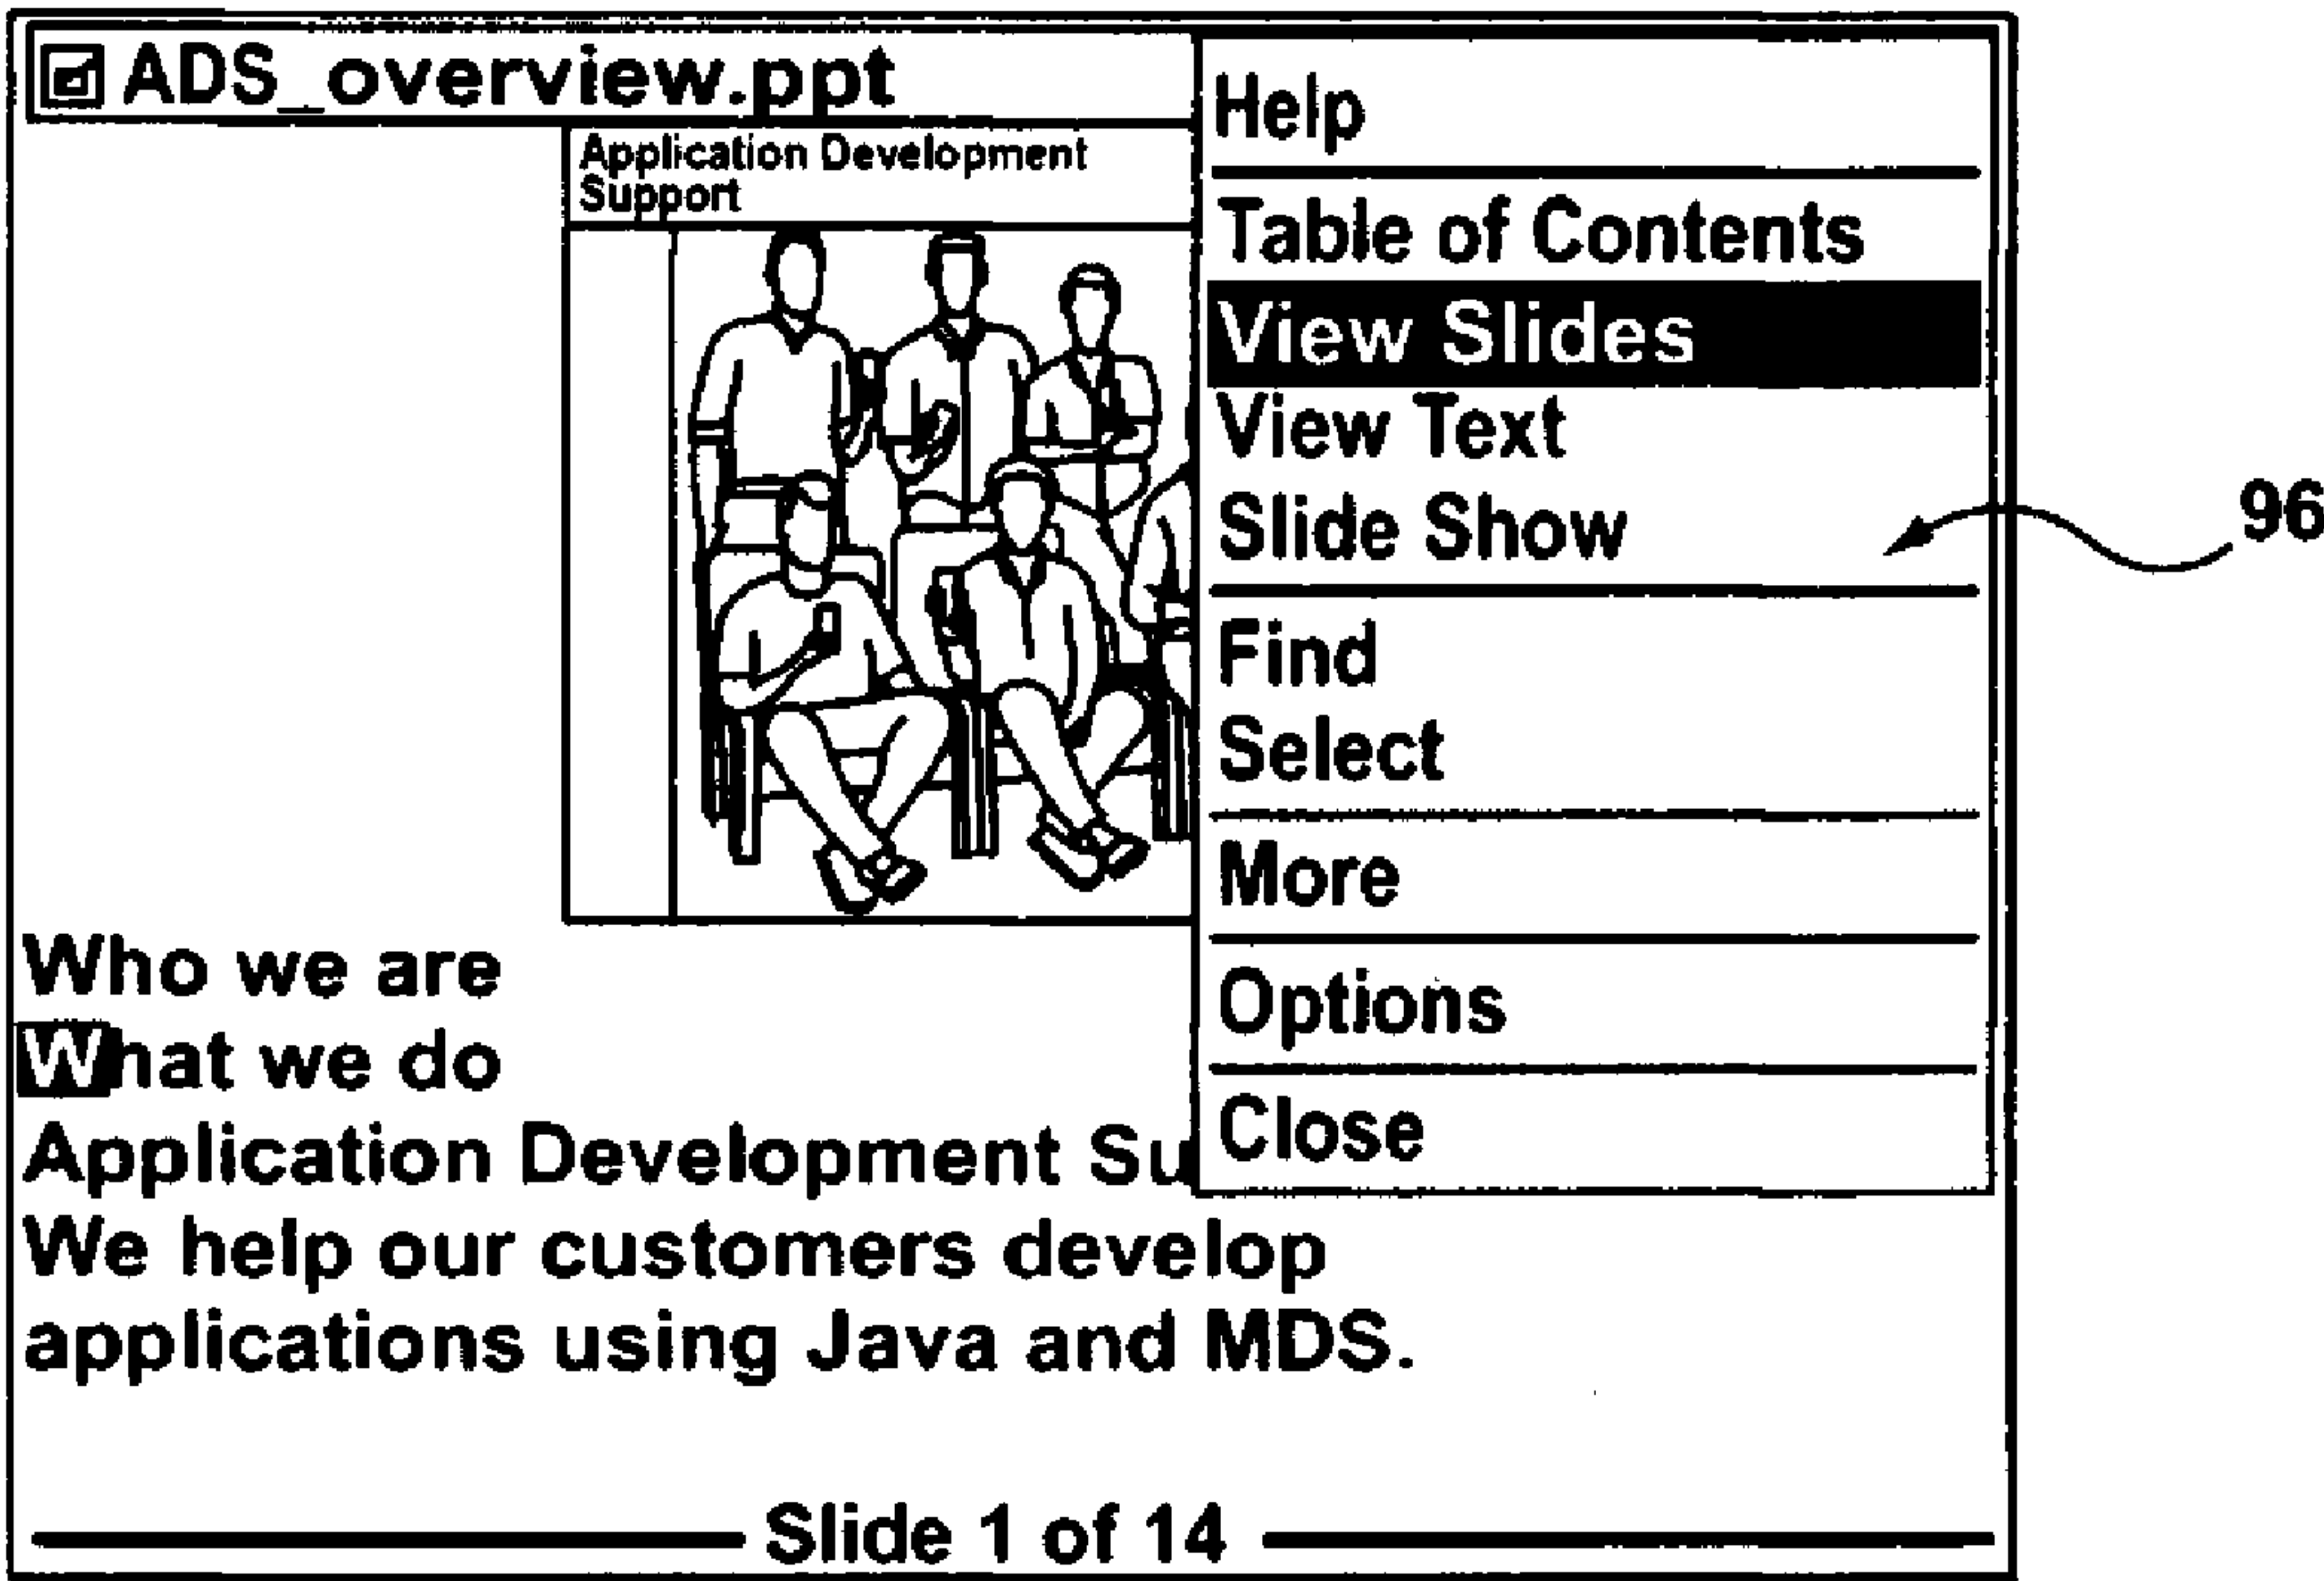 ADS_overview.ppt
Application Development
Support
Help
Table of Contents
View Slides
View Text
Slide Show
96
Find
Select
More
Options
Close
Who we are
What we do
Application Development Su
We help our customers develop
applications using Java and MDS.
Slide 1 of 14